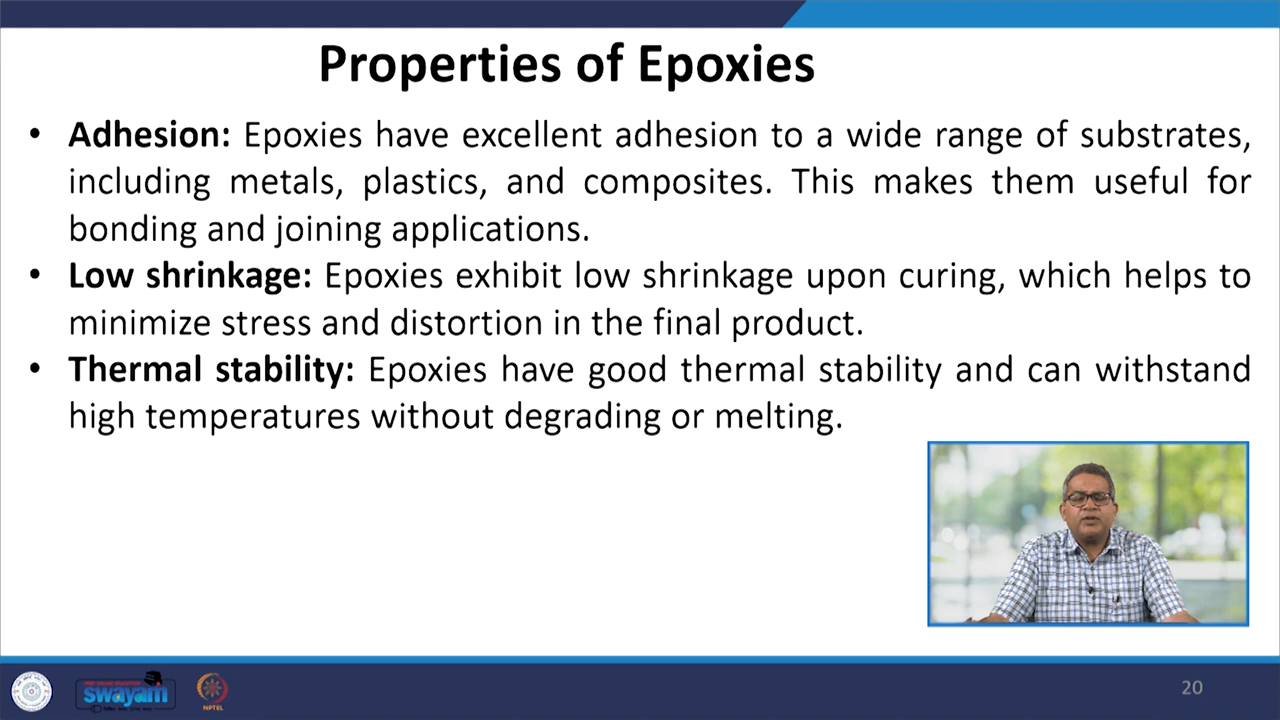 Properties of Epoxies
• Adhesion: Epoxies have excellent adhesion to a wide range of substrates,
including metals, plastics, and composites. This makes them useful for
bonding and joining applications.
• Low shrinkage: Epoxies exhibit low shrinkage upon curing, which helps to
minimize stress and distortion in the final product.
• Thermal stability: Epoxies have good thermal stability and can withstand
high temperatures without degrading or melting.
swayam
NPTEL
20